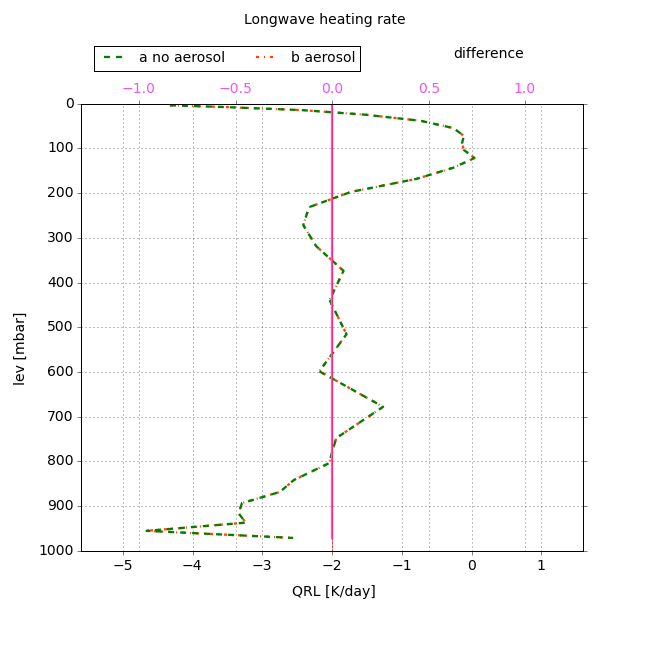 Longwave heating rate
a no aerosol b aerosol difference
−1.0 −0.5 0.0 0.5 1.0
0
100
200
300
400
500
600
700
800
900
1000
lev [mbar]
−5 −4 −3 −2 −1 0 1
QRL [K/day]